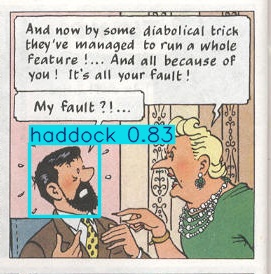 And now by some diabolical trick
they've managed to run a whole
feature!... And all because of
you! It's all your fault!
My fault?!...
haddock 0.83